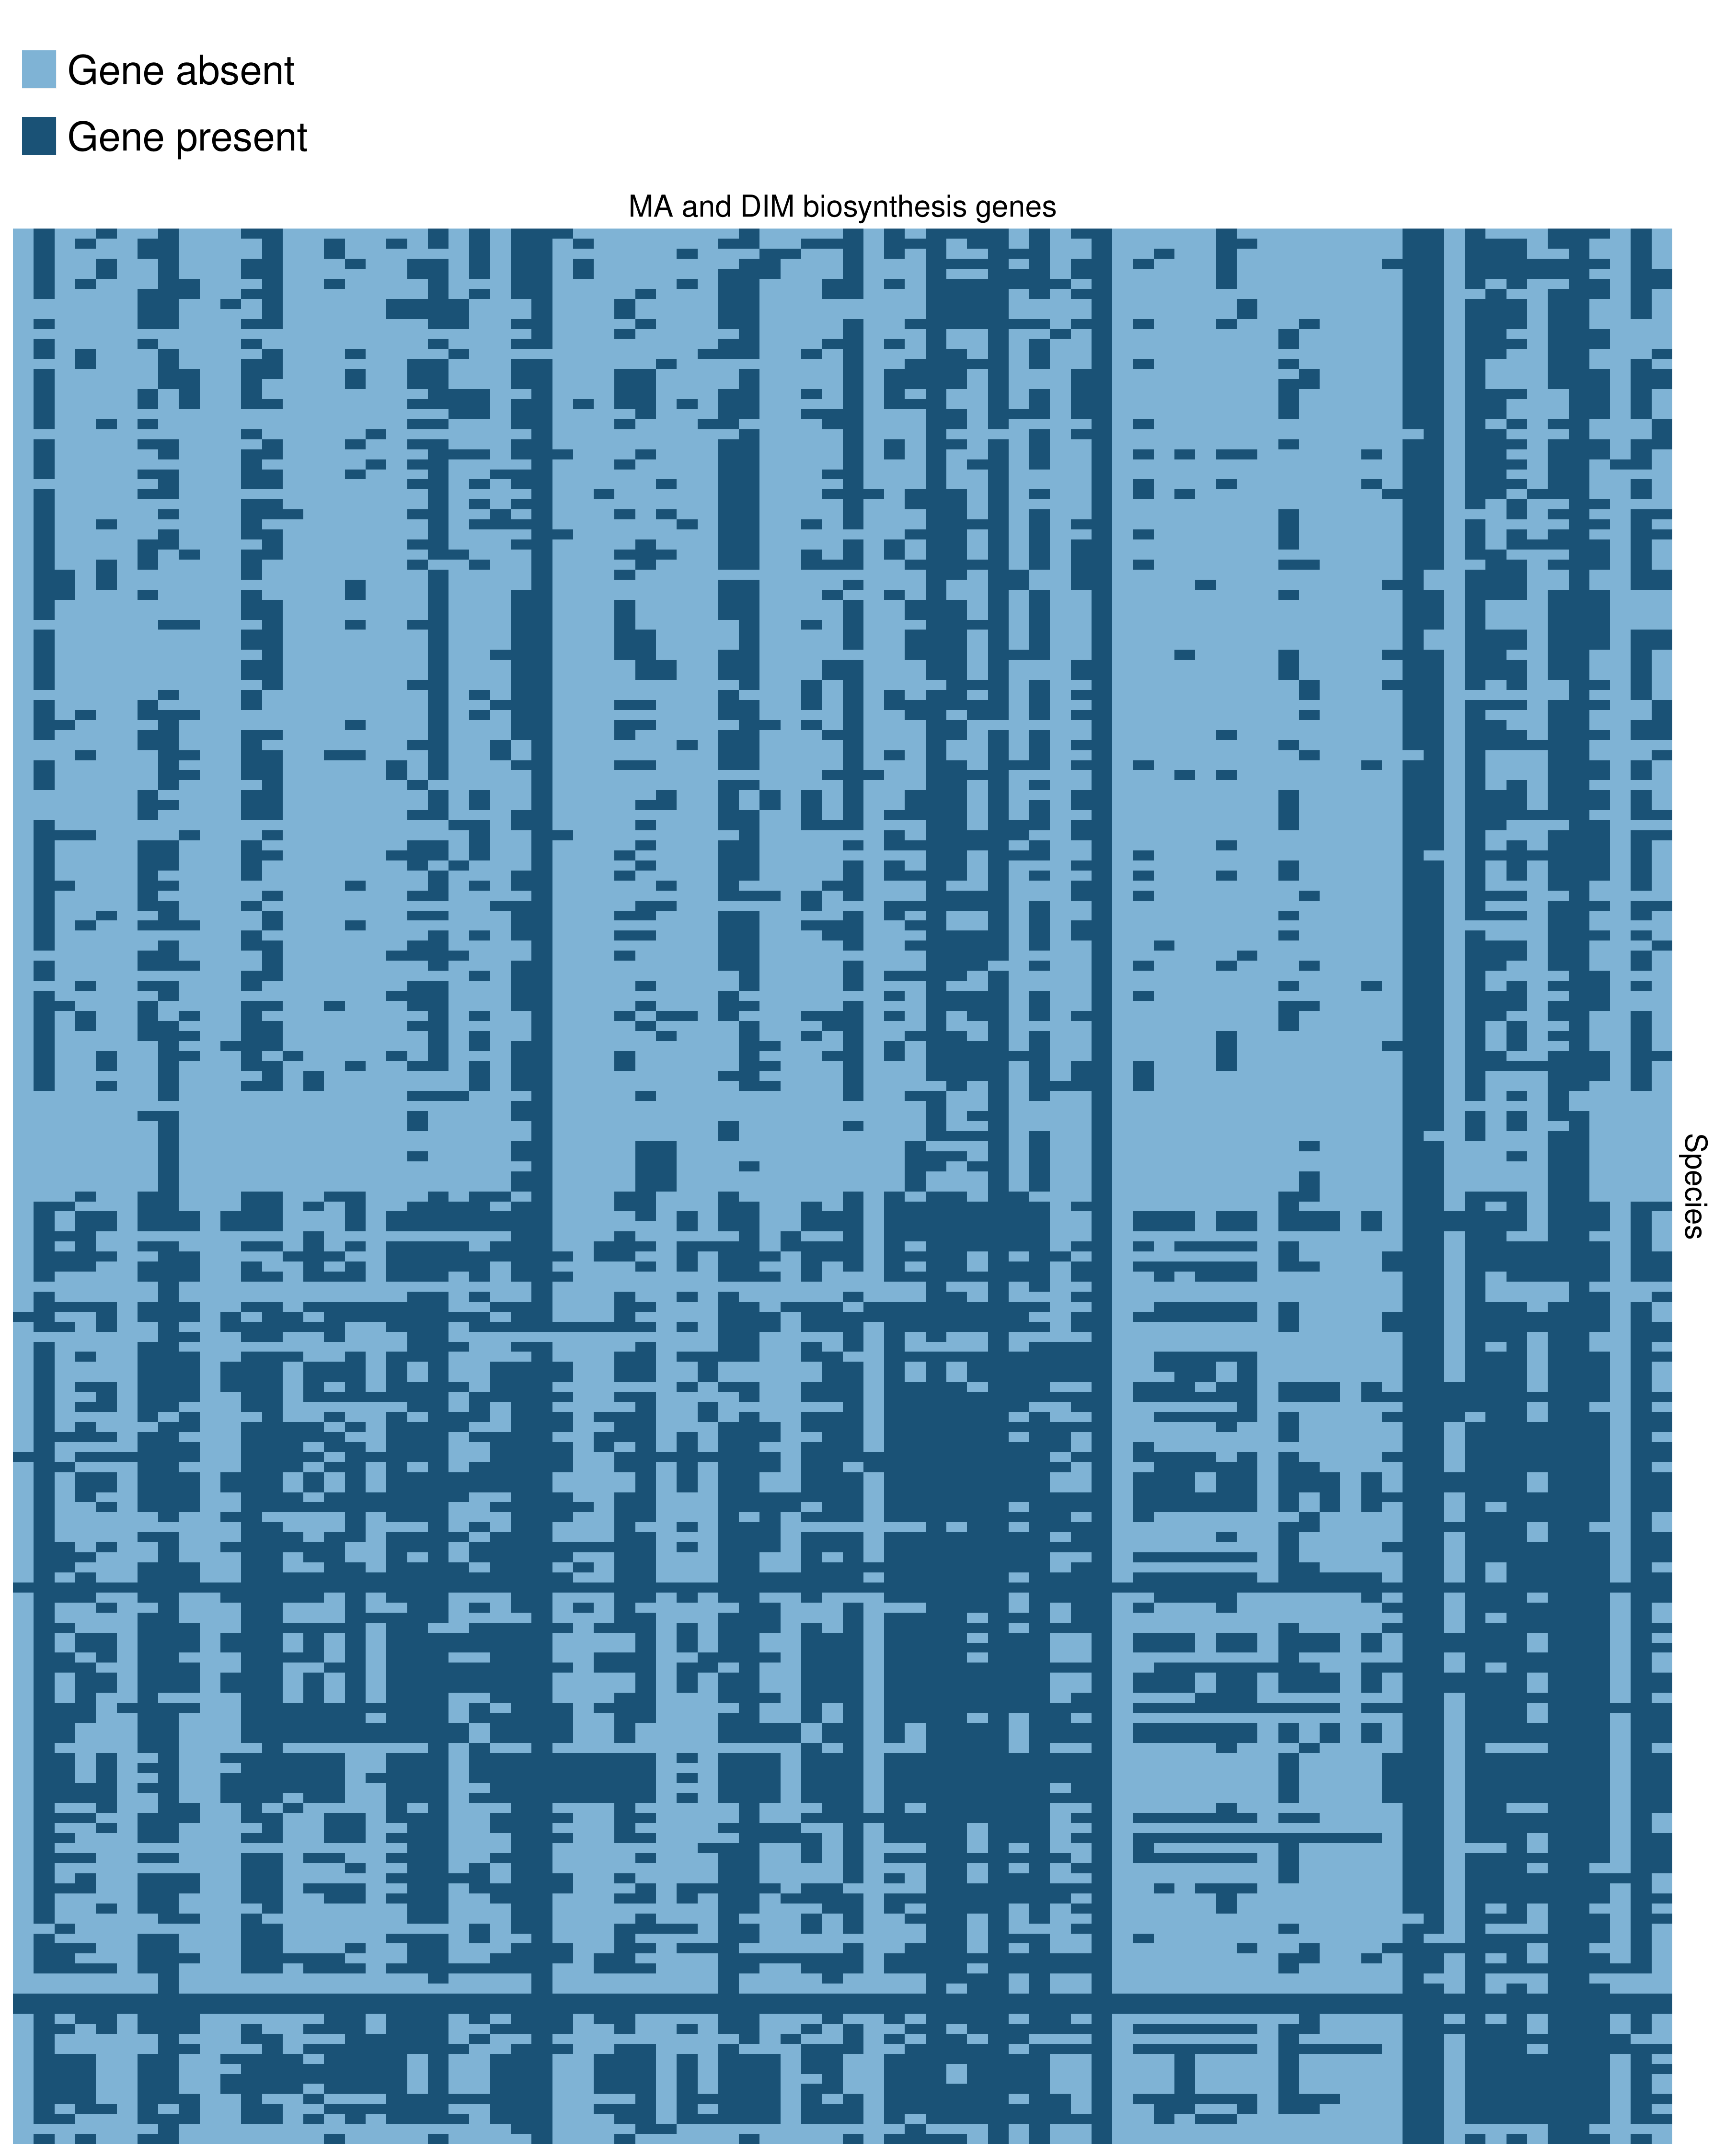 Gene absent
Gene present
MA and DIM biosynthesis genes
Species